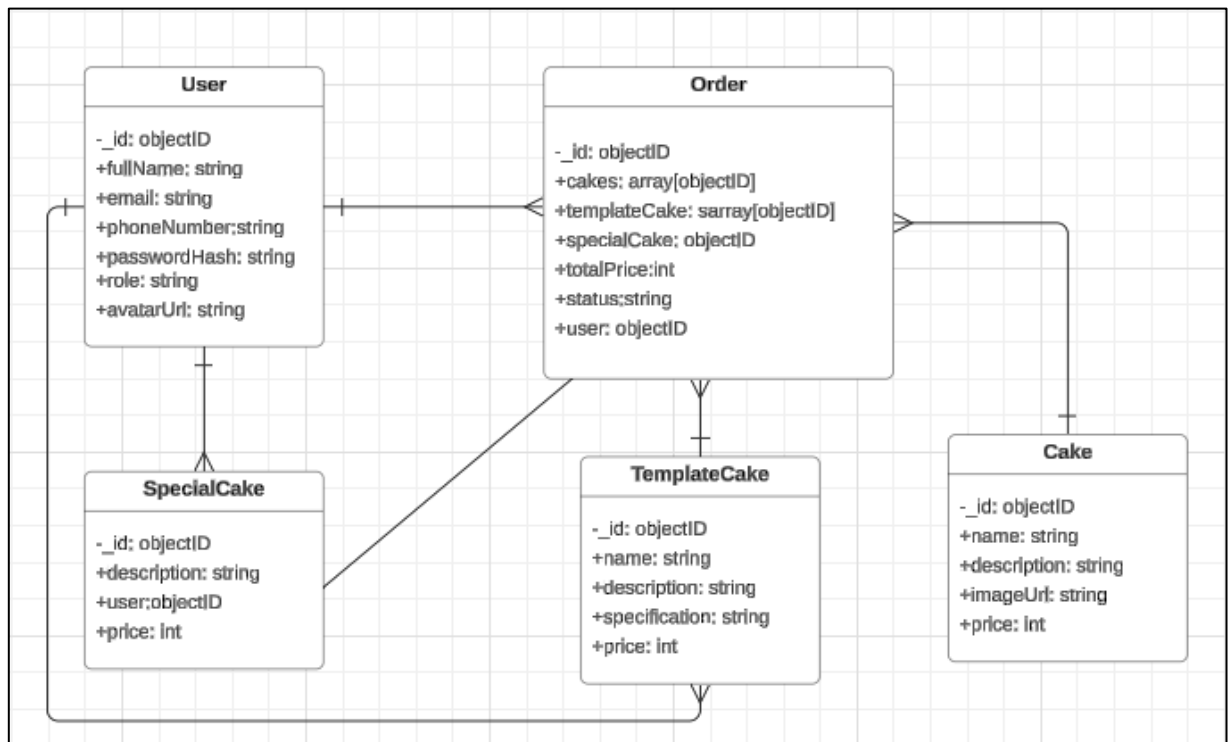 User
-_id: objectID
+fullName: string
+email: string
+phoneNumber:string
+passwordHash: string
+role: string
+avatarUrl: string
Order
-_id: objectID
+cakes: array[objectID]
+templateCake: sarray[objectID]
+specialCake: objectID
+totalPrice:int
+status:string
+user: objectID
SpecialCake
-_id: objectID
+description: string
+user:objectID
+price: int
TemplateCake
-_id: objectID
+name: string
+description: string
+specification: string
+price: int
Cake
-_id: objectID
+name: string
+description: string
+imageUrl: string
+price: int